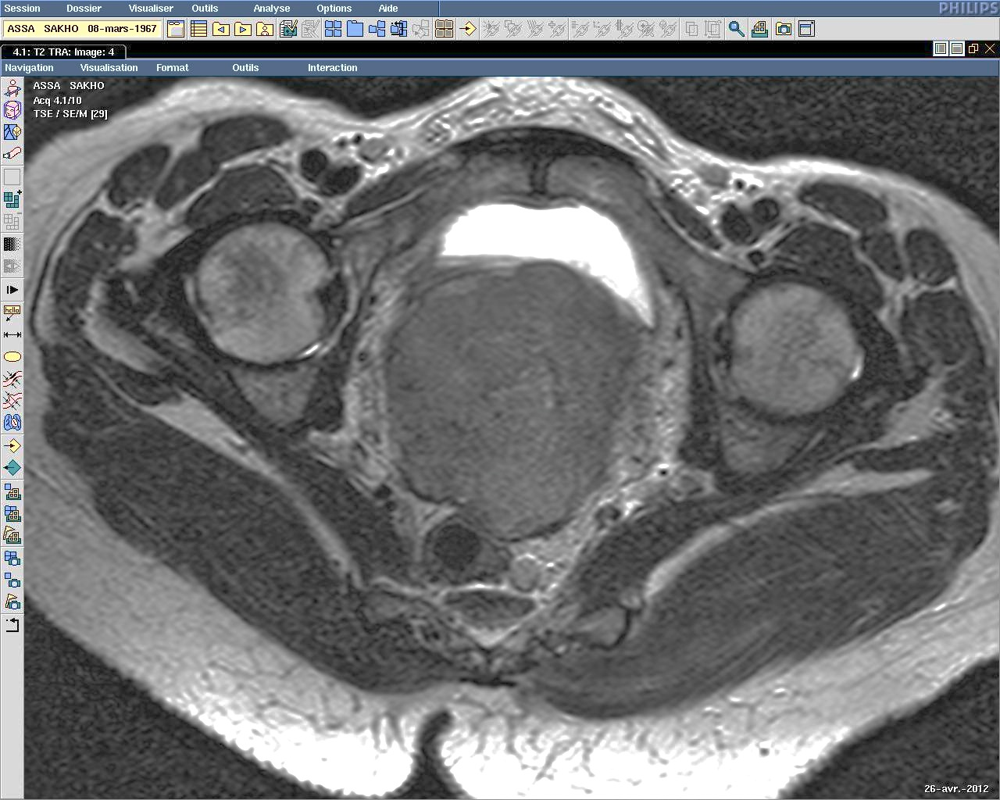 Session Dossier Visualiser Outils Analyse Options Aide PHILIPS
ASSA SAKHO 08-mars-1967
4.1: T2 TRA: Image: 4
Navigation Visualisation Format Outils Interaction
ASSA SAKHO
Acq 4.1/10
TSE / SE/M [29]
hello
26-avr.-2012